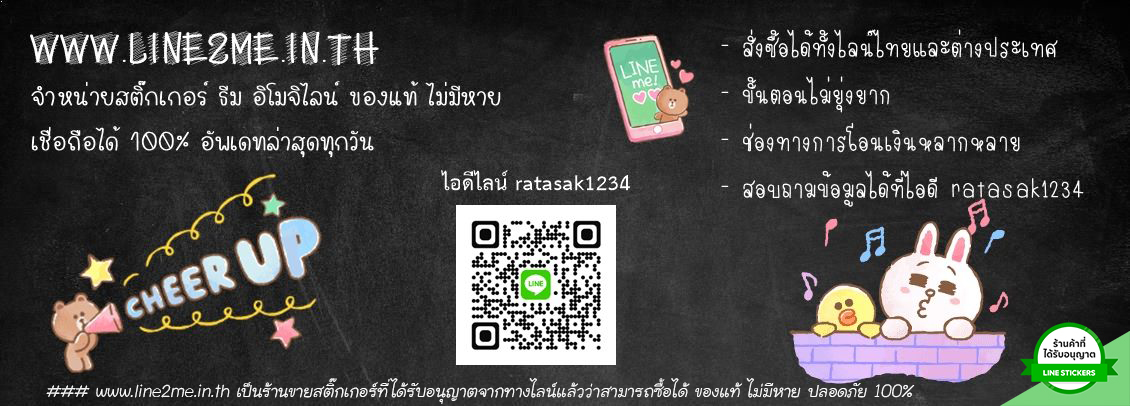 WWW.LINE2ME.IN.TH
จำหน่ายสติ๊กเกอร์ ธีม อิโมจิไลน์ ของแท้ ไม่มีหาย
เชื่อถือได้ 100% อัพเดทล่าสุดทุกวัน
LINE
me!
- สั่งซื้อได้ทั้งไลน์ไทยและต่างประเทศ
- ขั้นตอนไม่ยุ่งยาก
- ช่องทางการโอนเงินหลากหลาย
- สอบถามข้อมูลได้ที่ไอดี ratasak1234
ไอดีไลน์ ratasak1234
LINE
CHEER UP
ร้านค้าที่
ได้รับอนุญาต
LINE STICKERS
### www.line2me.in.th เป็นร้านขายสติ๊กเกอร์ที่ได้รับอนุญาตจากทางไลน์แล้วว่าสามารถซื้อได้ ของแท้ ไม่มีหาย ปลอดภัย 100%